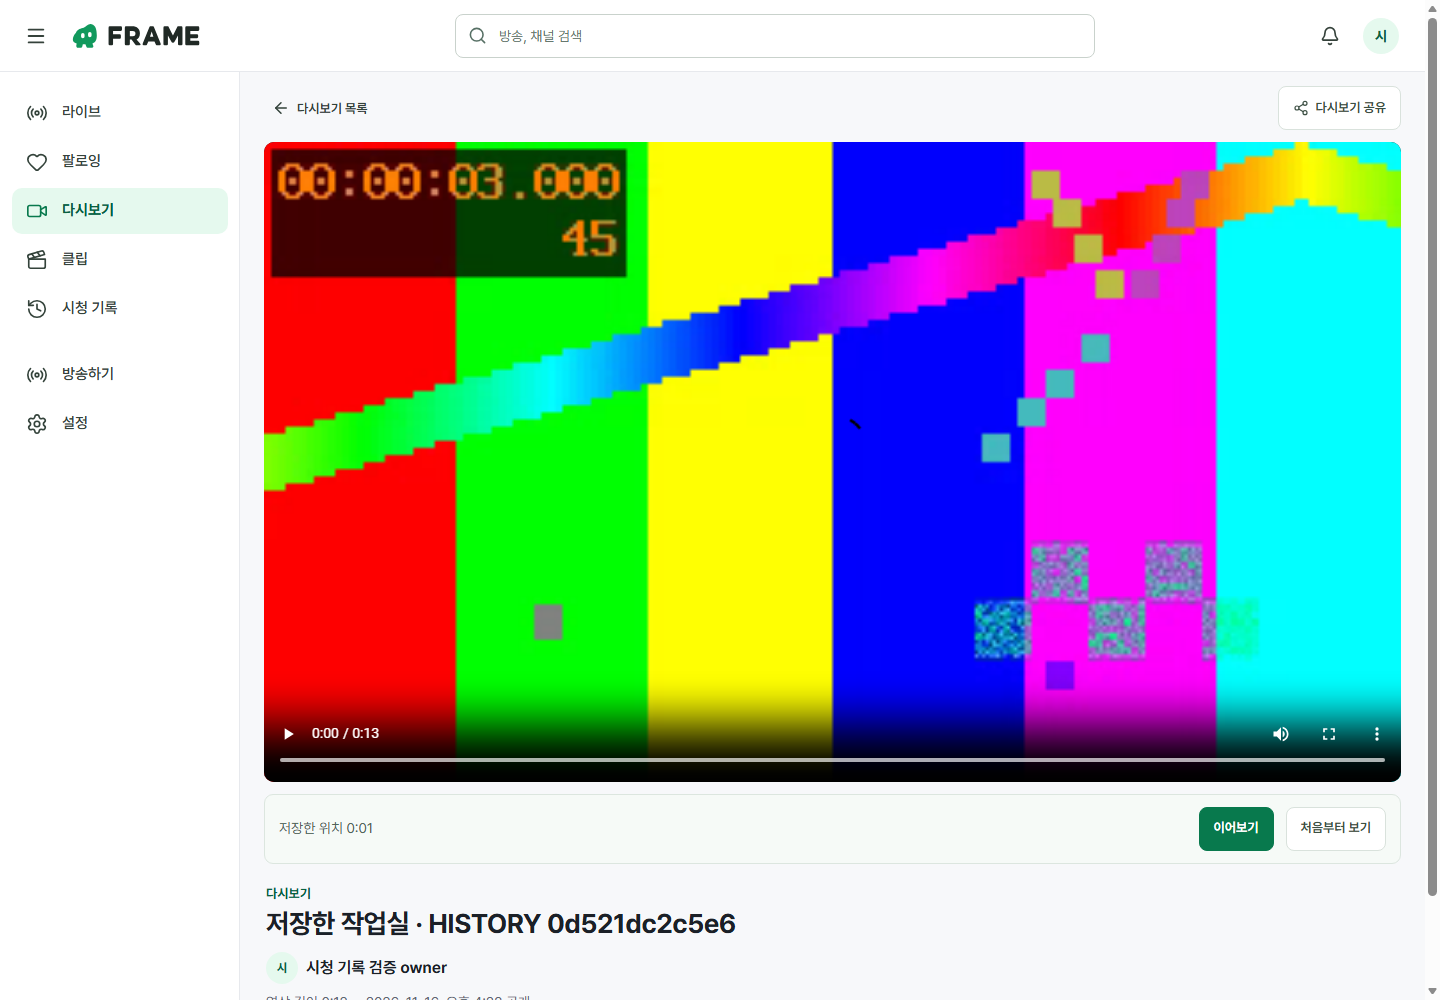 FRAME
방송, 채널 검색
시
라이브
팔로잉
다시보기
클립
시청 기록
방송하기
설정
다시보기 목록
다시보기 공유
00:00:03.000
45
0:00 / 0:13
저장한 위치 0:01
이어보기
처음부터 보기
다시보기
저장한 작업실 · HISTORY 0d521dc2c5e6
시
시청 기록 검증 owner